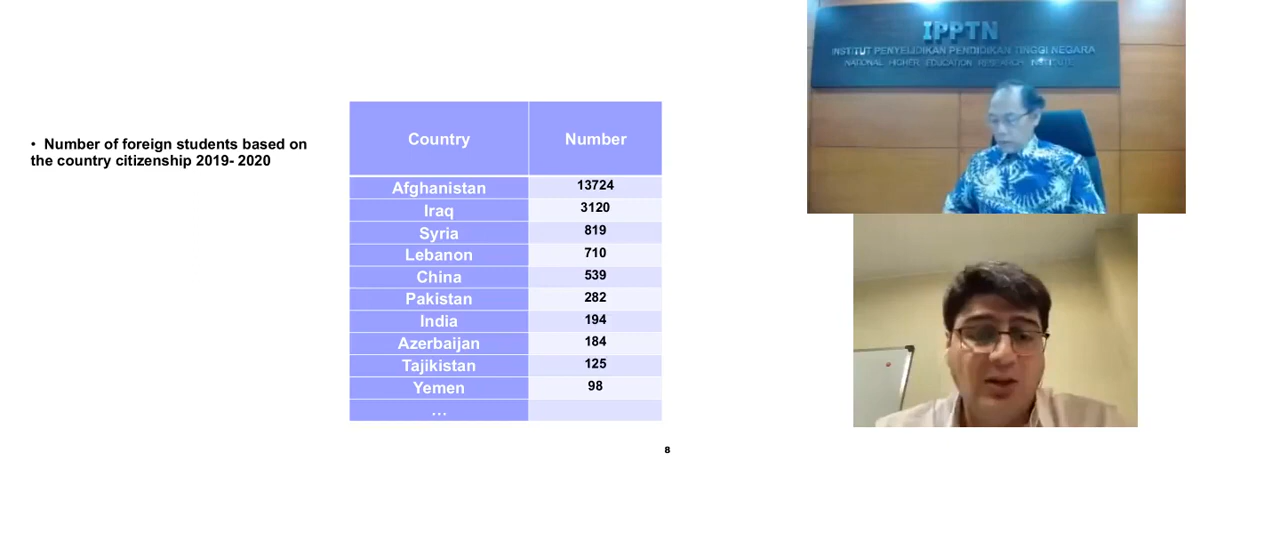 • Number of foreign students based on
the country citizenship 2019- 2020
Country Number
Afghanistan 13724
Iraq 3120
Syria 819
Lebanon 710
China 539
Pakistan 282
India 194
Azerbaijan 184
Tajikistan 125
Yemen 98
...
8
IPPTN
INSTITUT PENYELIDIKAN PENDIDIKAN TINGGI NEGARA
NATIONAL HIGHER EDUCATION RESEARCH INSTITUTE